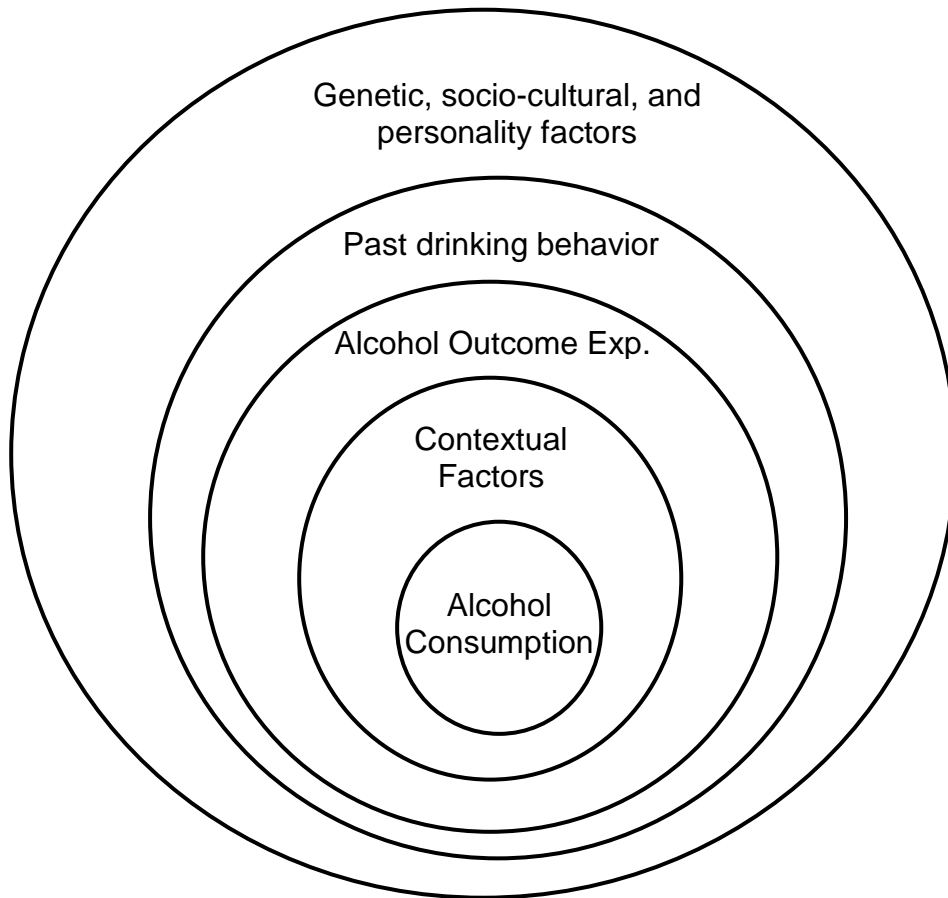 Genetic, socio-cultural, and
personality factors
Past drinking behavior
Alcohol Outcome Exp.
Contextual
Factors
Alcohol
Consumption